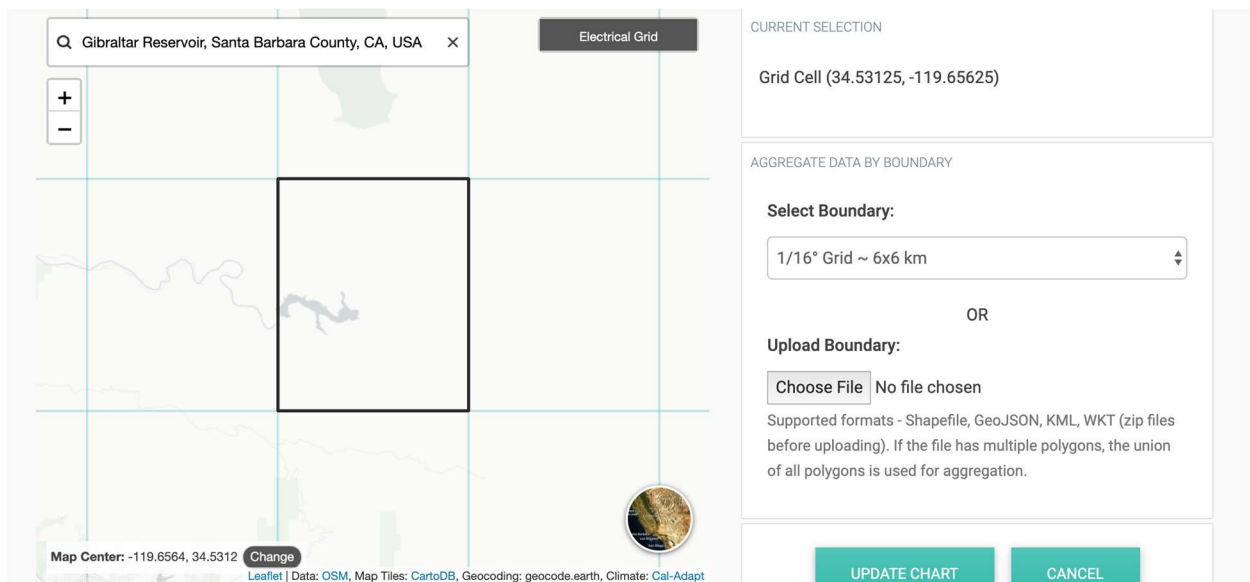 Gibraltar Reservoir, Santa Barbara County, CA, USA ×
Electrical Grid
+
−
Map Center: -119.6564, 34.5312 Change
Leaflet | Data: OSM, Map Tiles: CartoDB, Geocoding: geocode.earth, Climate: Cal-Adapt
CURRENT SELECTION
Grid Cell (34.53125, -119.65625)
AGGREGATE DATA BY BOUNDARY
Select Boundary:
1/16° Grid ~ 6x6 km
OR
Upload Boundary:
Choose File No file chosen
Supported formats - Shapefile, GeoJSON, KML, WKT (zip files
before uploading). If the file has multiple polygons, the union
of all polygons is used for aggregation.
UPDATE CHART
CANCEL